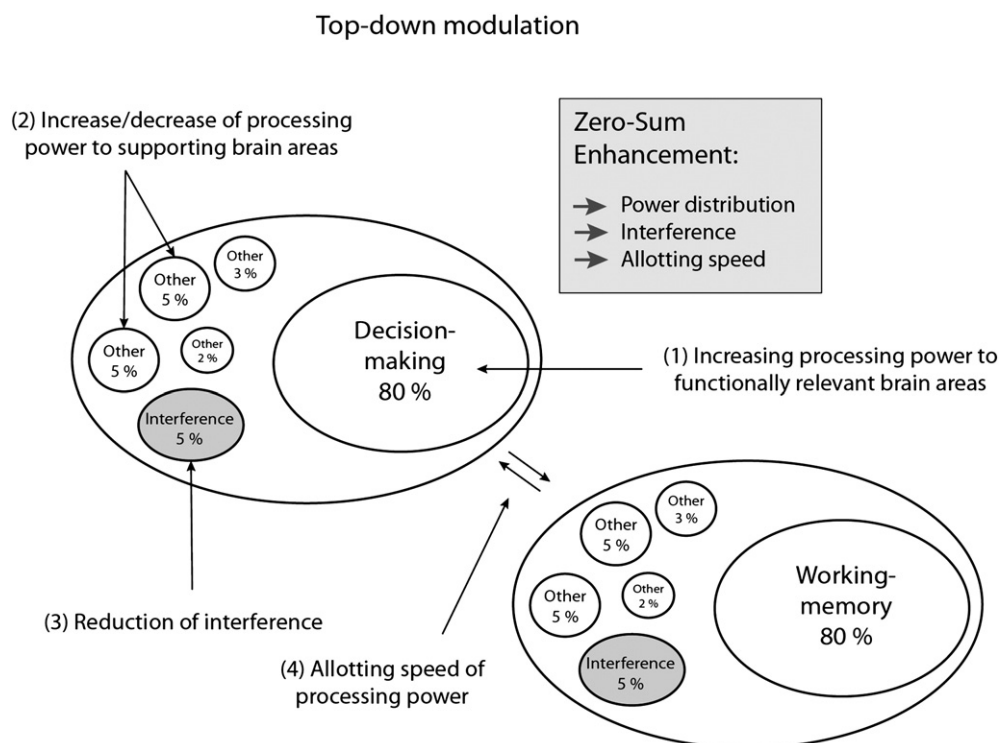 Top-down modulation
(2) Increase/decrease of processing
power to supporting brain areas
Zero-Sum
Enhancement:
Power distribution
Interference
Allotting speed
Other
3 %
Other
5 %
Other
5 %
Other
2 %
Interference
5 %
Decision-
making
80 %
(1) Increasing processing power to
functionally relevant brain areas
(3) Reduction of interference
(4) Allotting speed of
processing power
Other
3 %
Other
5 %
Other
5 %
Other
2 %
Interference
5 %
Working-
memory
80 %